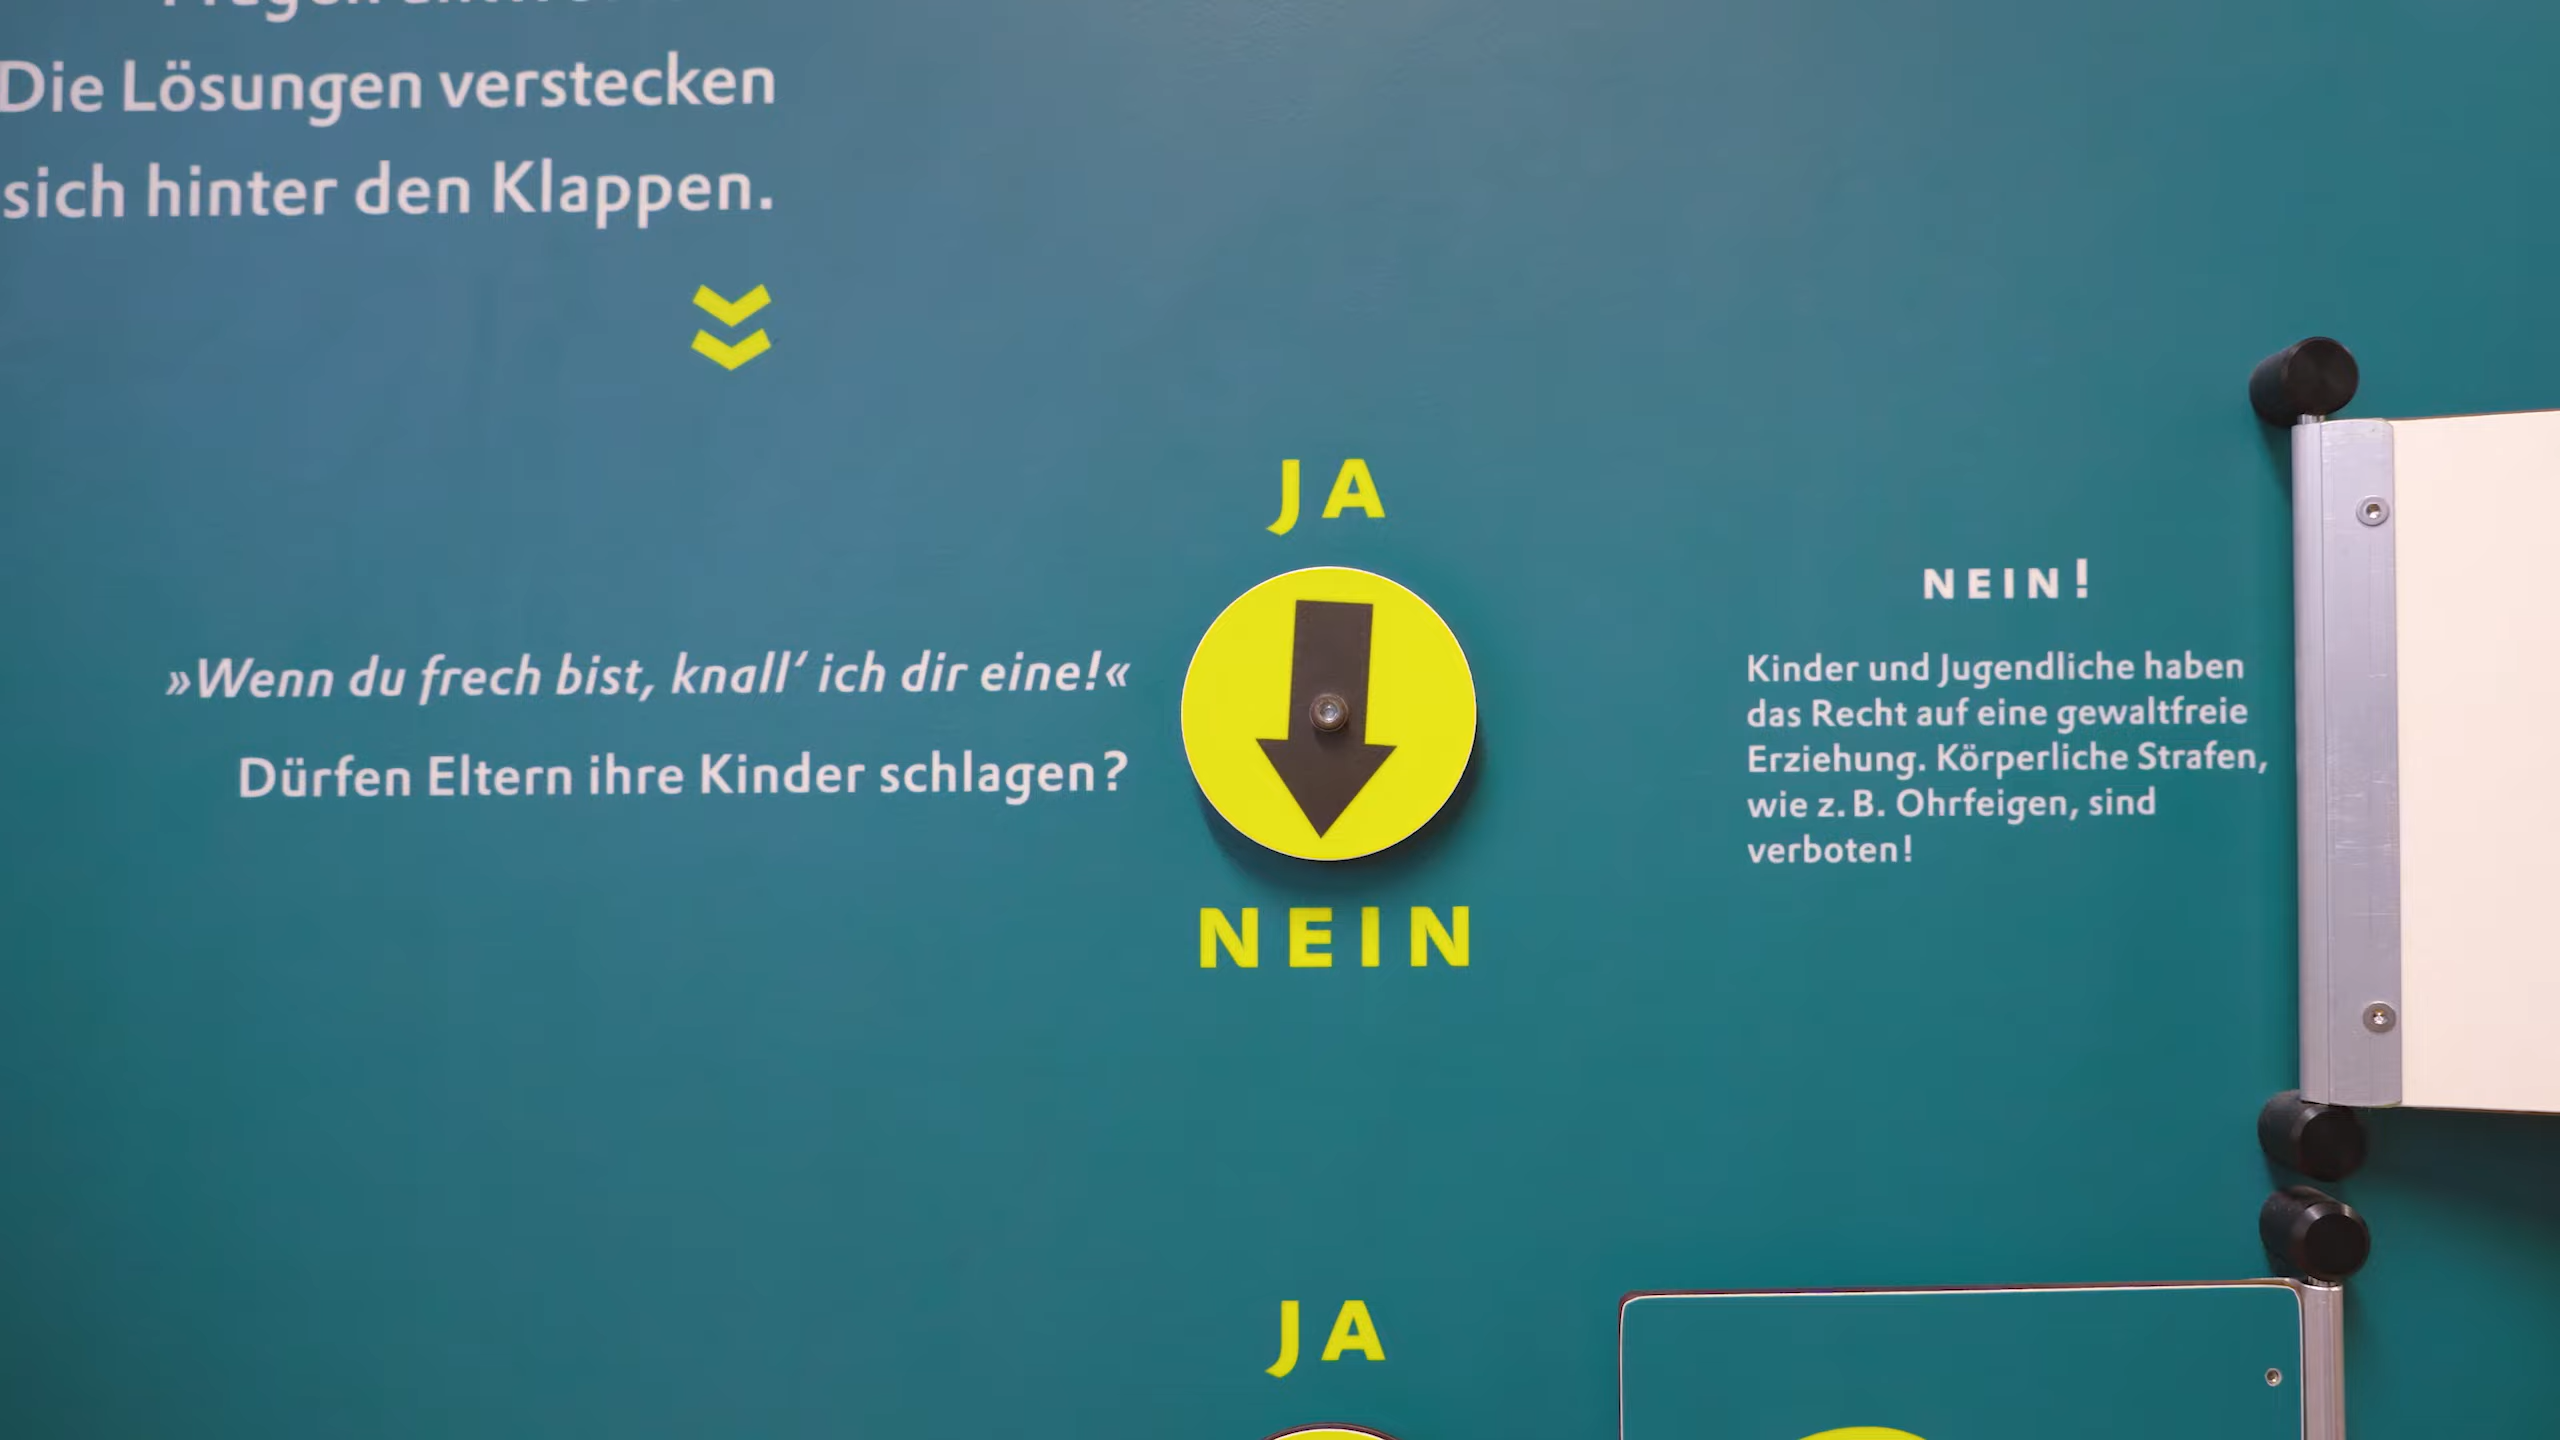 Die Lösungen verstecken
sich hinter den Klappen.
JA
»Wenn du frech bist, knall‘ ich dir eine!«
Dürfen Eltern ihre Kinder schlagen?
NEIN
NEIN!
Kinder und Jugendliche haben
das Recht auf eine gewaltfreie
Erziehung. Körperliche Strafen,
wie z. B. Ohrfeigen, sind
verboten!
JA